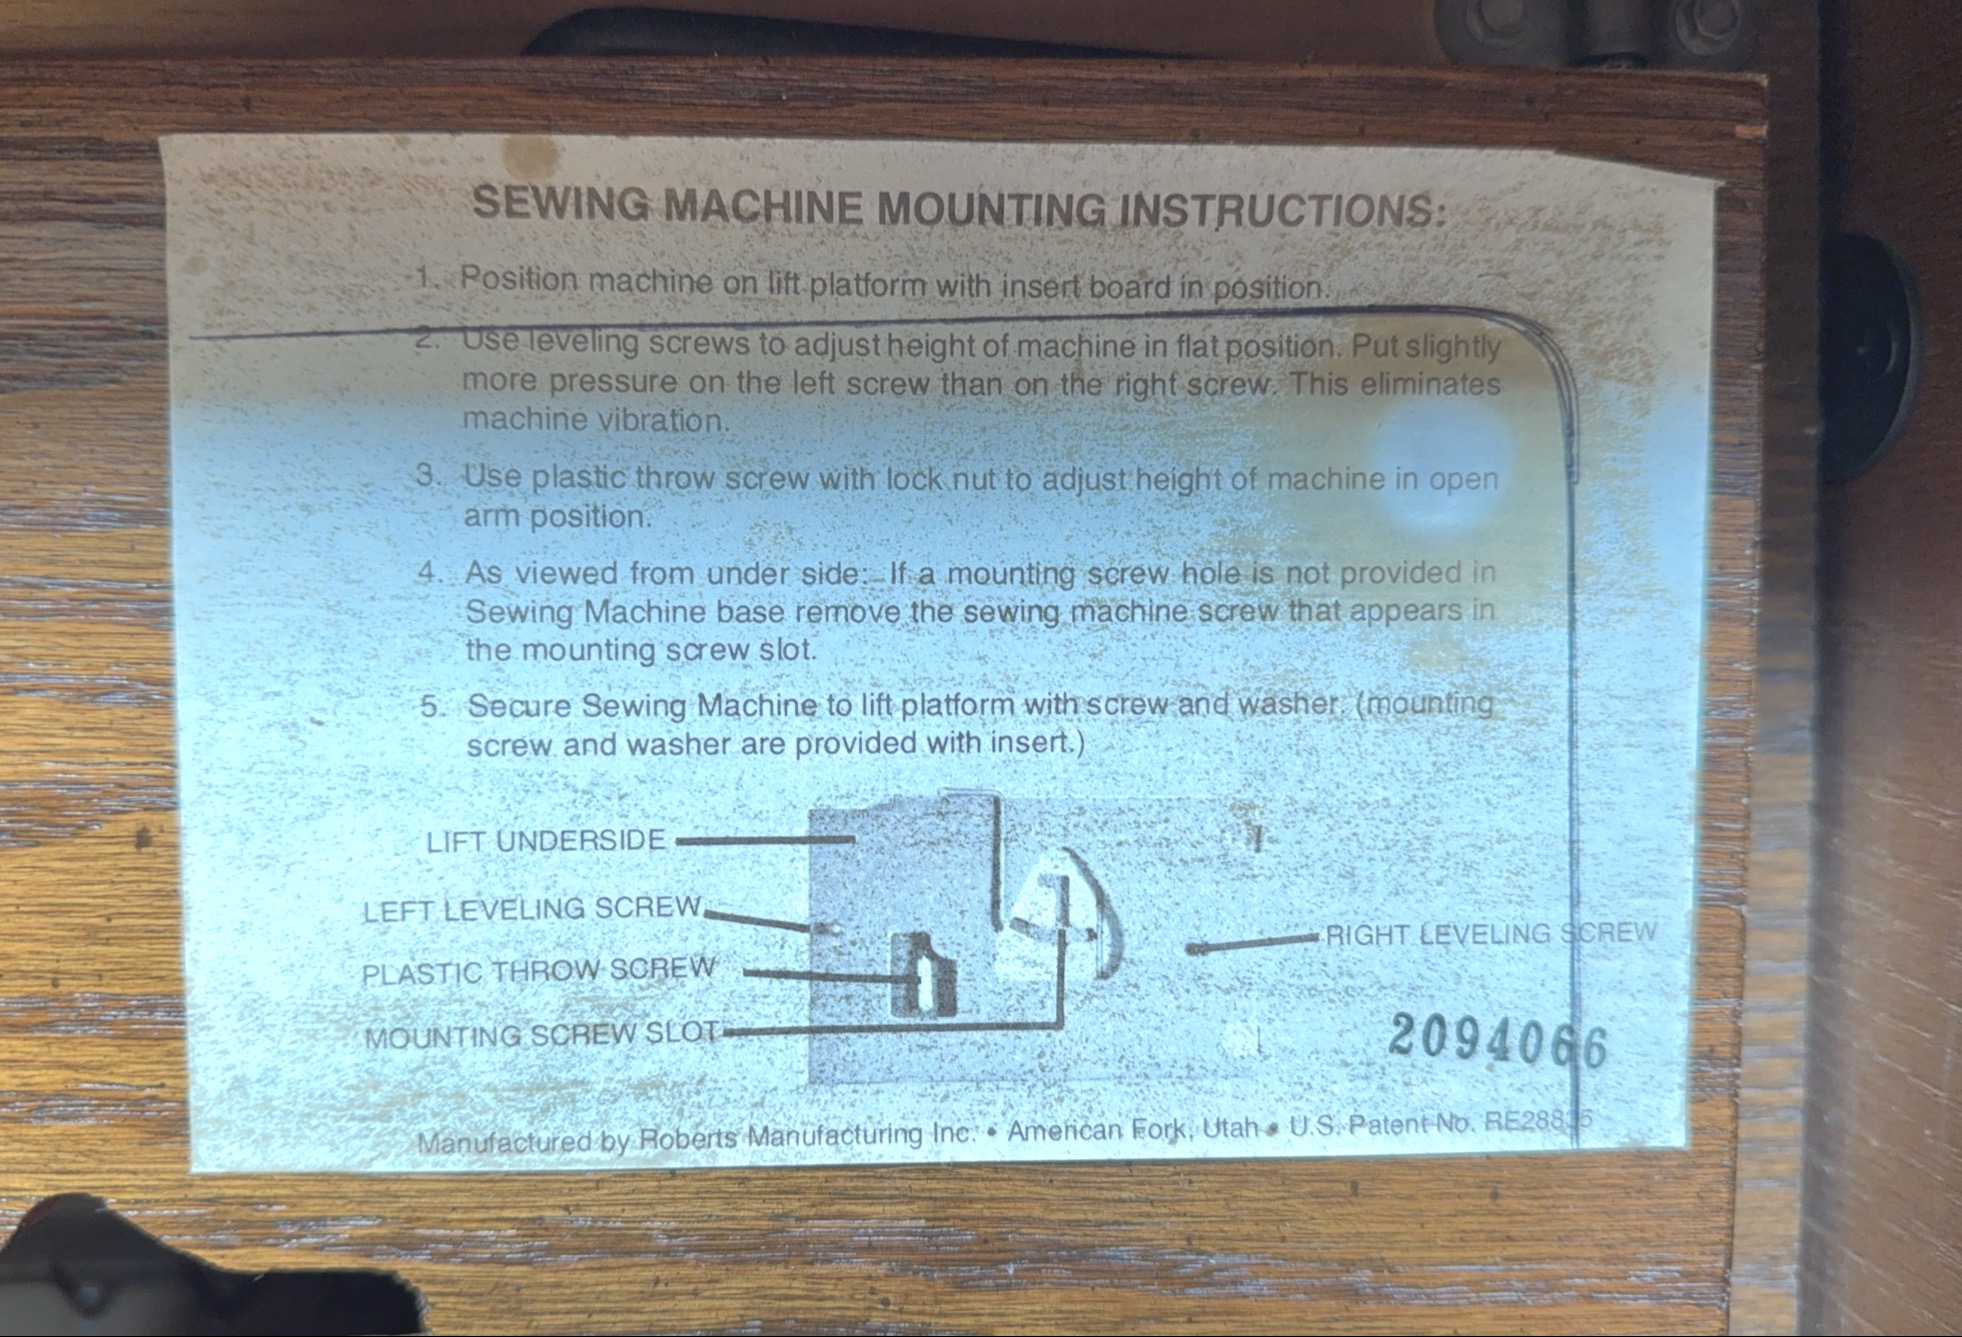 SEWING MACHINE MOUNTING INSTRUCTIONS:
1. Position machine on lift platform with insert board in position.
2. Use leveling screws to adjust height of machine in flat position. Put slightly
more pressure on the left screw than on the right screw. This eliminates
machine vibration.
3. Use plastic throw screw with lock nut to adjust height of machine in open
arm position.
4. As viewed from under side: If a mounting screw hole is not provided in
Sewing Machine base remove the sewing machine screw that appears in
the mounting screw slot.
5. Secure Sewing Machine to lift platform with screw and washer. (mounting
screw and washer are provided with insert.)
LIFT UNDERSIDE
LEFT LEVELING SCREW
RIGHT LEVELING SCREW
PLASTIC THROW SCREW
MOUNTING SCREW SLOT
2094066
Manufactured by Roberts Manufacturing Inc. • American Fork, Utah • U.S. Patent No.